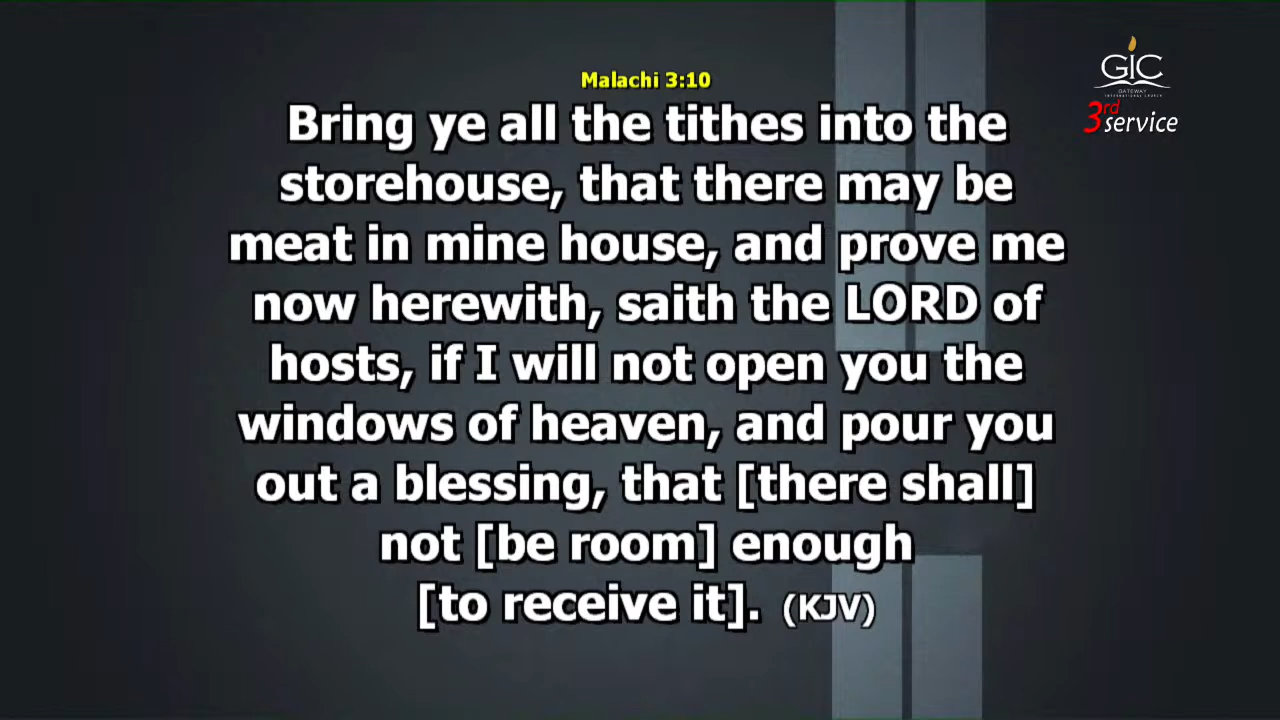 Malachi 3:10
Bring ye all the tithes into the
storehouse, that there may be
meat in mine house, and prove me
now herewith, saith the LORD of
hosts, if I will not open you the
windows of heaven, and pour you
out a blessing, that [there shall]
not [be room] enough
[to receive it]. (KJV)
GIC
GATEWAY
INTERNATIONAL CHURCH
3rd service